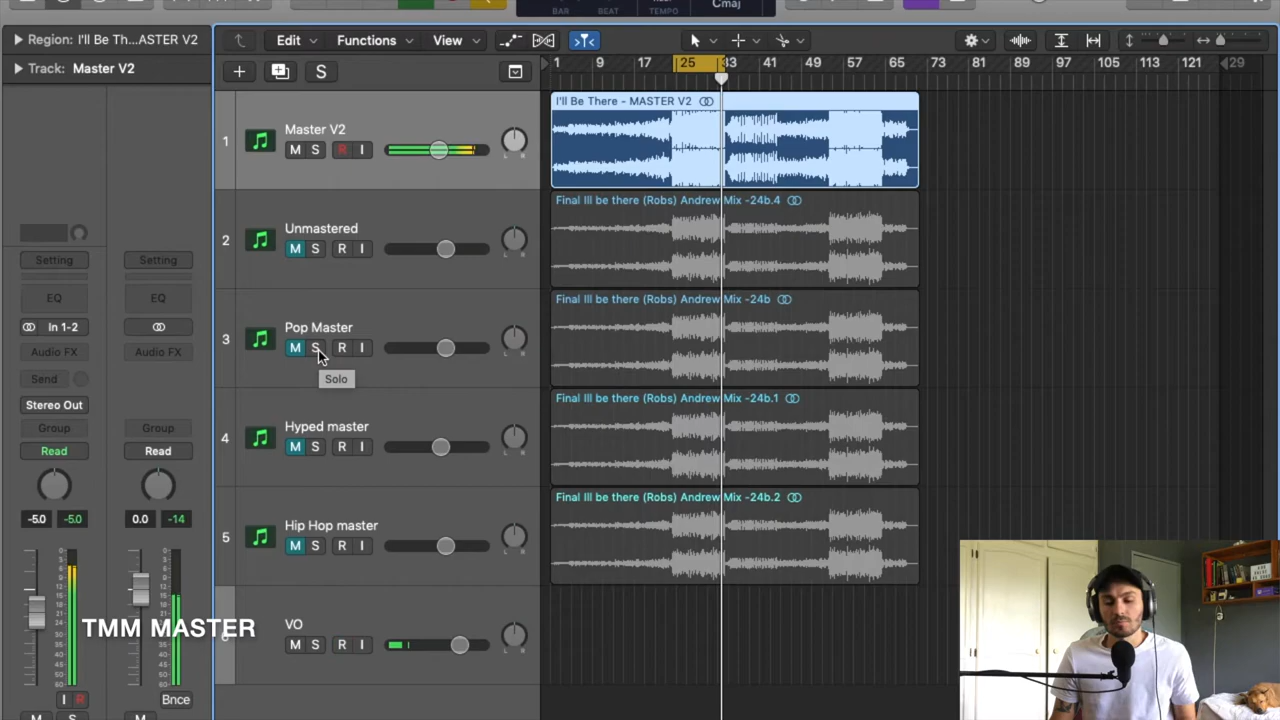 BAR BEAT TEMPO Cmaj
Region: I'll Be Th...ASTER V2
Track: Master V2
Edit Functions View
S
1 9 17 25 33 41 49 57 65 73 81 89 97 105 113 121 29
1
Master V2
M S R I
L R
I'll Be There - MASTER V2
2
Unmastered
M S R I
L R
Final Ill be there (Robs) Andrew Mix -24b.4
3
Pop Master
M S R I
L R
Solo
Final Ill be there (Robs) Andrew Mix -24b
4
Hyped master
M S R I
L R
Final Ill be there (Robs) Andrew Mix -24b.1
5
Hip Hop master
M S R I
L R
Final Ill be there (Robs) Andrew Mix -24b.2
VO
M S R I
L R
Setting Setting
EQ EQ
In 1-2
Audio FX Audio FX
Send
Stereo Out
Group Group
Read Read
-5.0 -5.0 0.0 -14
TMM MASTER
I R Bnce
M S M